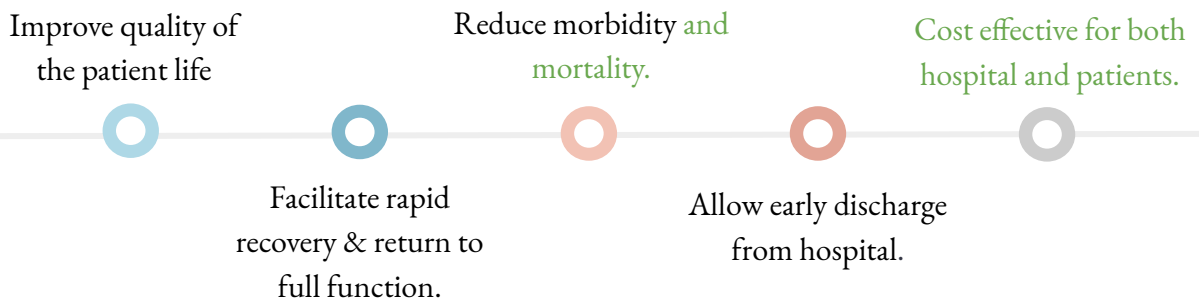 Improve quality of
the patient life
Facilitate rapid
recovery & return to
full function.
Reduce morbidity and
mortality.
Allow early discharge
from hospital.
Cost effective for both
hospital and patients.